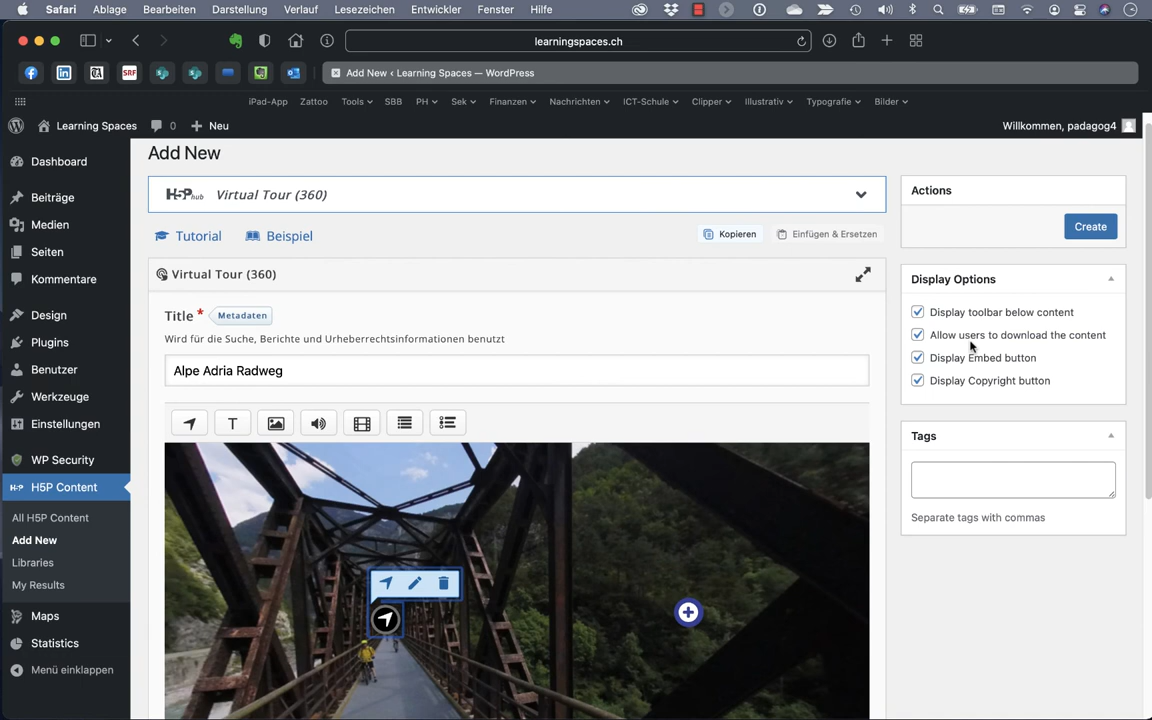 Safari Ablage Bearbeiten Darstellung Verlauf Lesezeichen Entwickler Fenster Hilfe
learningspaces.ch
SRF
Add New ‹ Learning Spaces — WordPress
iPad-App Zattoo Tools SBB PH Sek Finanzen Nachrichten ICT-Schule Clipper Illustrativ Typografie Bilder
Learning Spaces 0 Neu Willkommen, padagog4
Dashboard
Beiträge
Medien
Seiten
Kommentare
Design
Plugins
Benutzer
Werkzeuge
Einstellungen
WP Security
H5P H5P Content
All H5P Content
Add New
Libraries
My Results
Maps
Statistics
Menü einklappen
Add New
H5P hub Virtual Tour (360)
Tutorial Beispiel Kopieren Einfügen & Ersetzen
Virtual Tour (360)
Title * Metadaten
Wird für die Suche, Berichte und Urheberrechtsinformationen benutzt
Alpe Adria Radweg
T
Actions
Create
Display Options
Display toolbar below content
Allow users to download the content
Display Embed button
Display Copyright button
Tags
Separate tags with commas